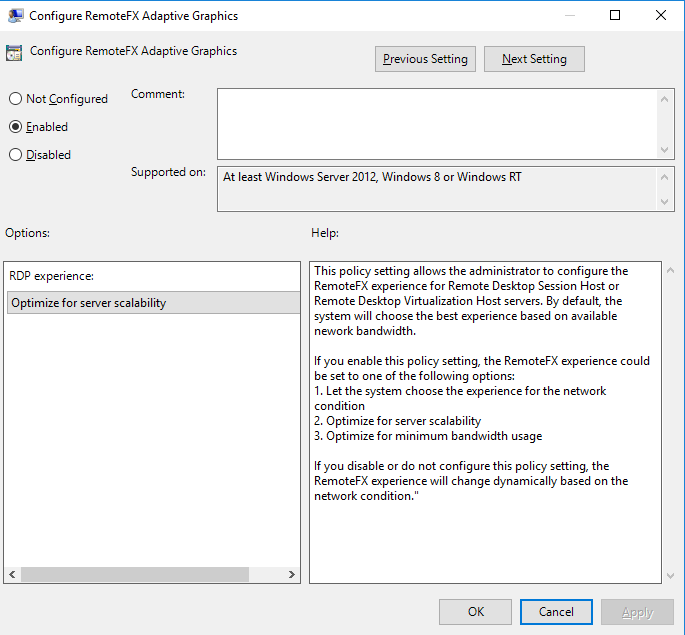 Configure RemoteFX Adaptive Graphics
Configure RemoteFX Adaptive Graphics
Previous Setting
Next Setting
Not Configured
Comment:
Enabled
Disabled
Supported on:
At least Windows Server 2012, Windows 8 or Windows RT
Options:
Help:
RDP experience:
Optimize for server scalability
This policy setting allows the administrator to configure the
RemoteFX experience for Remote Desktop Session Host or
Remote Desktop Virtualization Host servers. By default, the
system will choose the best experience based on available
nework bandwidth.
If you enable this policy setting, the RemoteFX experience could
be set to one of the following options:
1. Let the system choose the experience for the network
condition
2. Optimize for server scalability
3. Optimize for minimum bandwidth usage
If you disable or do not configure this policy setting, the
RemoteFX experience will change dynamically based on the
network condition."
OK
Cancel
Apply